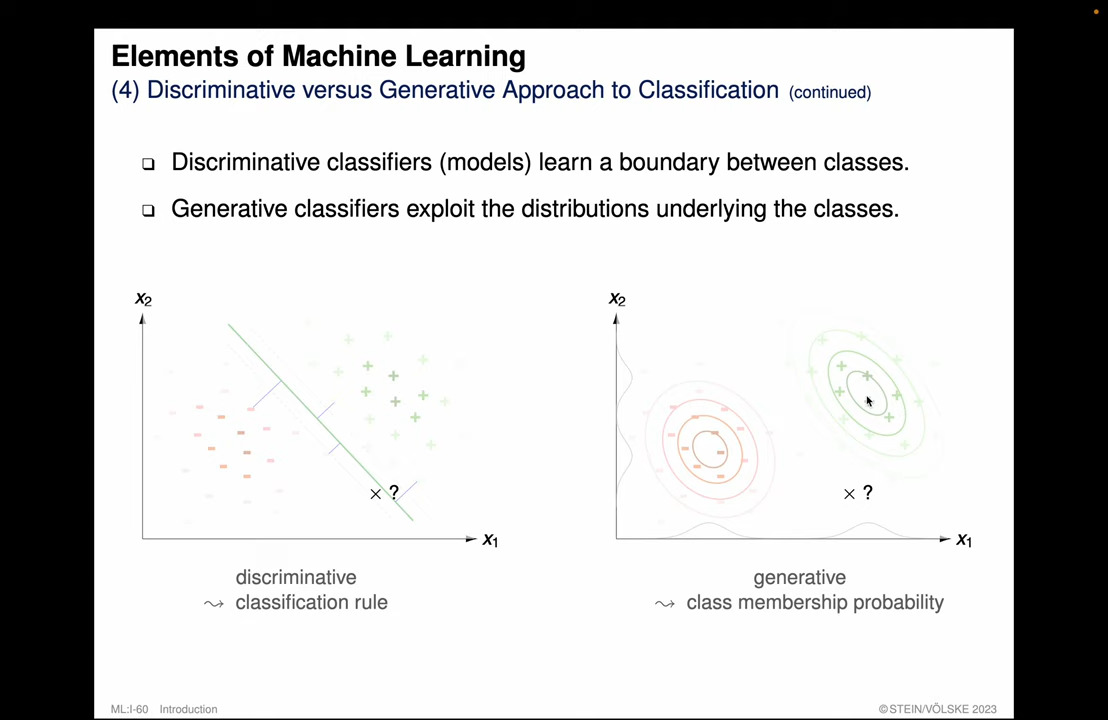 Elements of Machine Learning
(4) Discriminative versus Generative Approach to Classification (continued)
❑ Discriminative classifiers (models) learn a boundary between classes.
❑ Generative classifiers exploit the distributions underlying the classes.
x2
× ?
x1
discriminative
⤳ classification rule
x2
× ?
x1
generative
⤳ class membership probability
ML:I-60 Introduction
©STEIN/VÖLSKE 2023